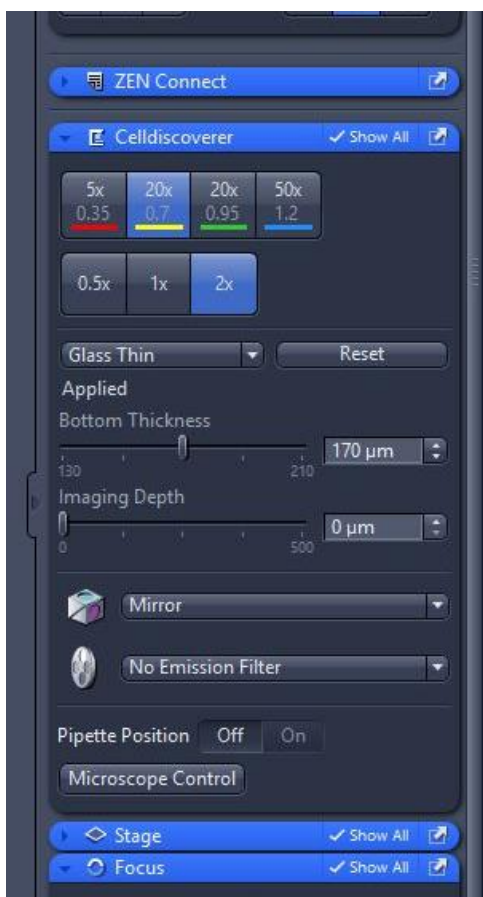 ZEN Connect
Celldiscoverer Show All
5x 20x 20x 50x
0.35 0.7 0.95 1.2
0.5x 1x 2x
Glass Thin Reset
Applied
Bottom Thickness
170 µm
130 210
Imaging Depth
0 µm
0 500
Mirror
No Emission Filter
Pipette Position Off On
Microscope Control
Stage Show All
Focus Show All